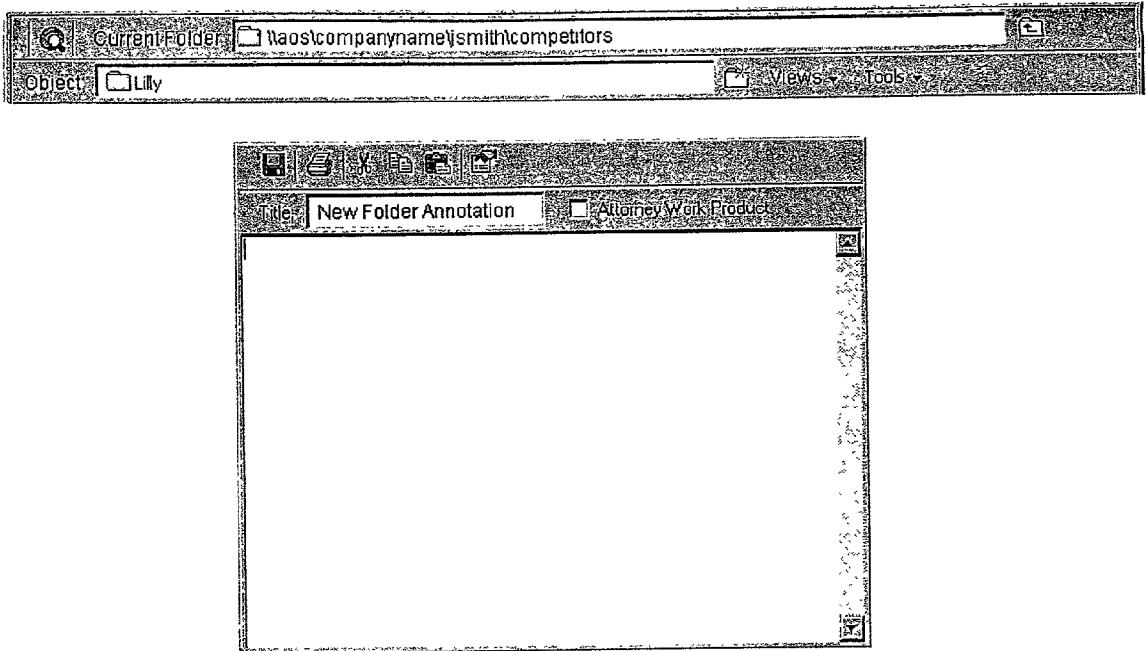 Current Folder: \\aos\companyname\jsmith\competitors
Object: Lilly Views Tools
Title: New Folder Annotation Attorney Work Product